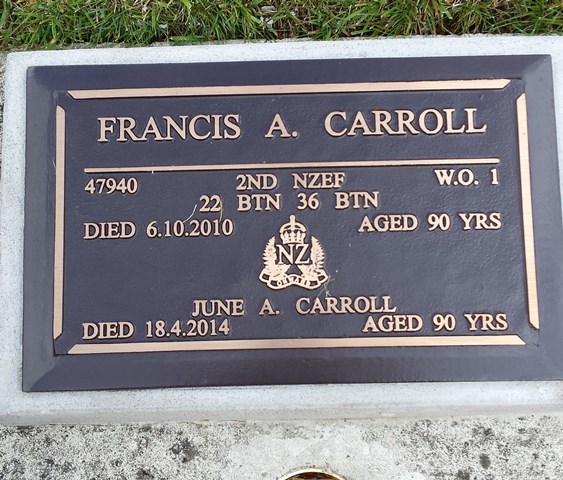 FRANCIS A. CARROLL
47940 2ND NZEF W.O. 1
22 BTN 36 BTN
DIED 6.10.2010 AGED 90 YRS
NZ
ONWARD
JUNE A. CARROLL
DIED 18.4.2014 AGED 90 YRS